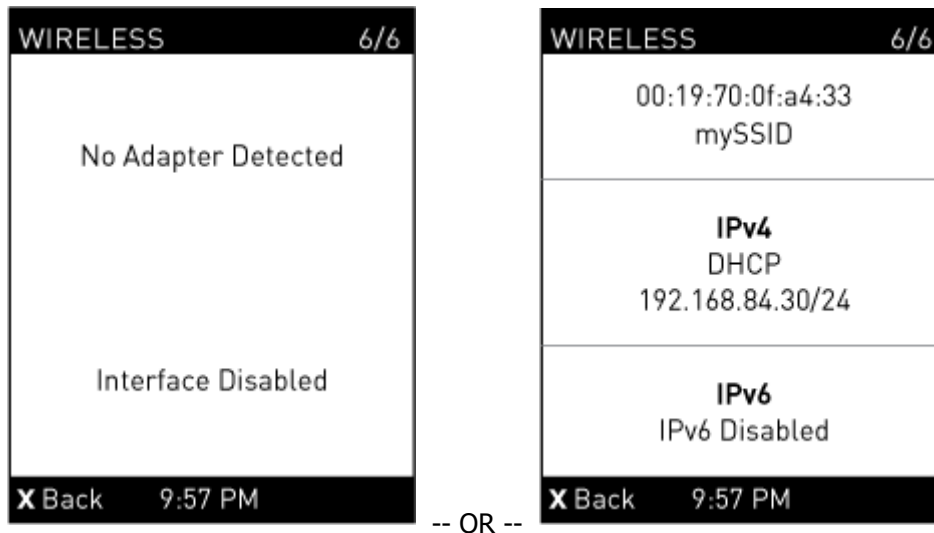 WIRELESS 6/6
No Adapter Detected
Interface Disabled
X Back 9:57 PM
-- OR --
WIRELESS 6/6
00:19:70:0f:a4:33
mySSID
IPv4
DHCP
192.168.84.30/24
IPv6
IPv6 Disabled
X Back 9:57 PM